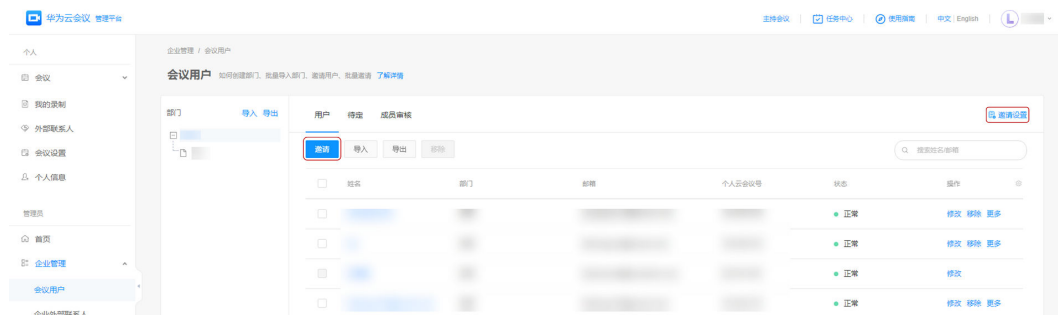 华为云会议 管理平台
主持会议 任务中心 使用指南 中文 English L
个人
会议
我的录制
外部联系人
会议设置
个人信息
管理员
首页
企业管理
会议用户
企业外部联系人
企业管理 / 会议用户
会议用户 如何创建部门, 批量导入部门, 邀请用户, 批量邀请 了解详情
部门 导入 导出
用户 待定 成员审核 邀请设置
邀请 导入 导出 移除 搜索姓名/邮箱
姓名 部门 邮箱 个人云会议号 状态 操作
正常 修改 移除 更多
正常 修改 移除 更多
正常 修改
正常 修改 移除 更多